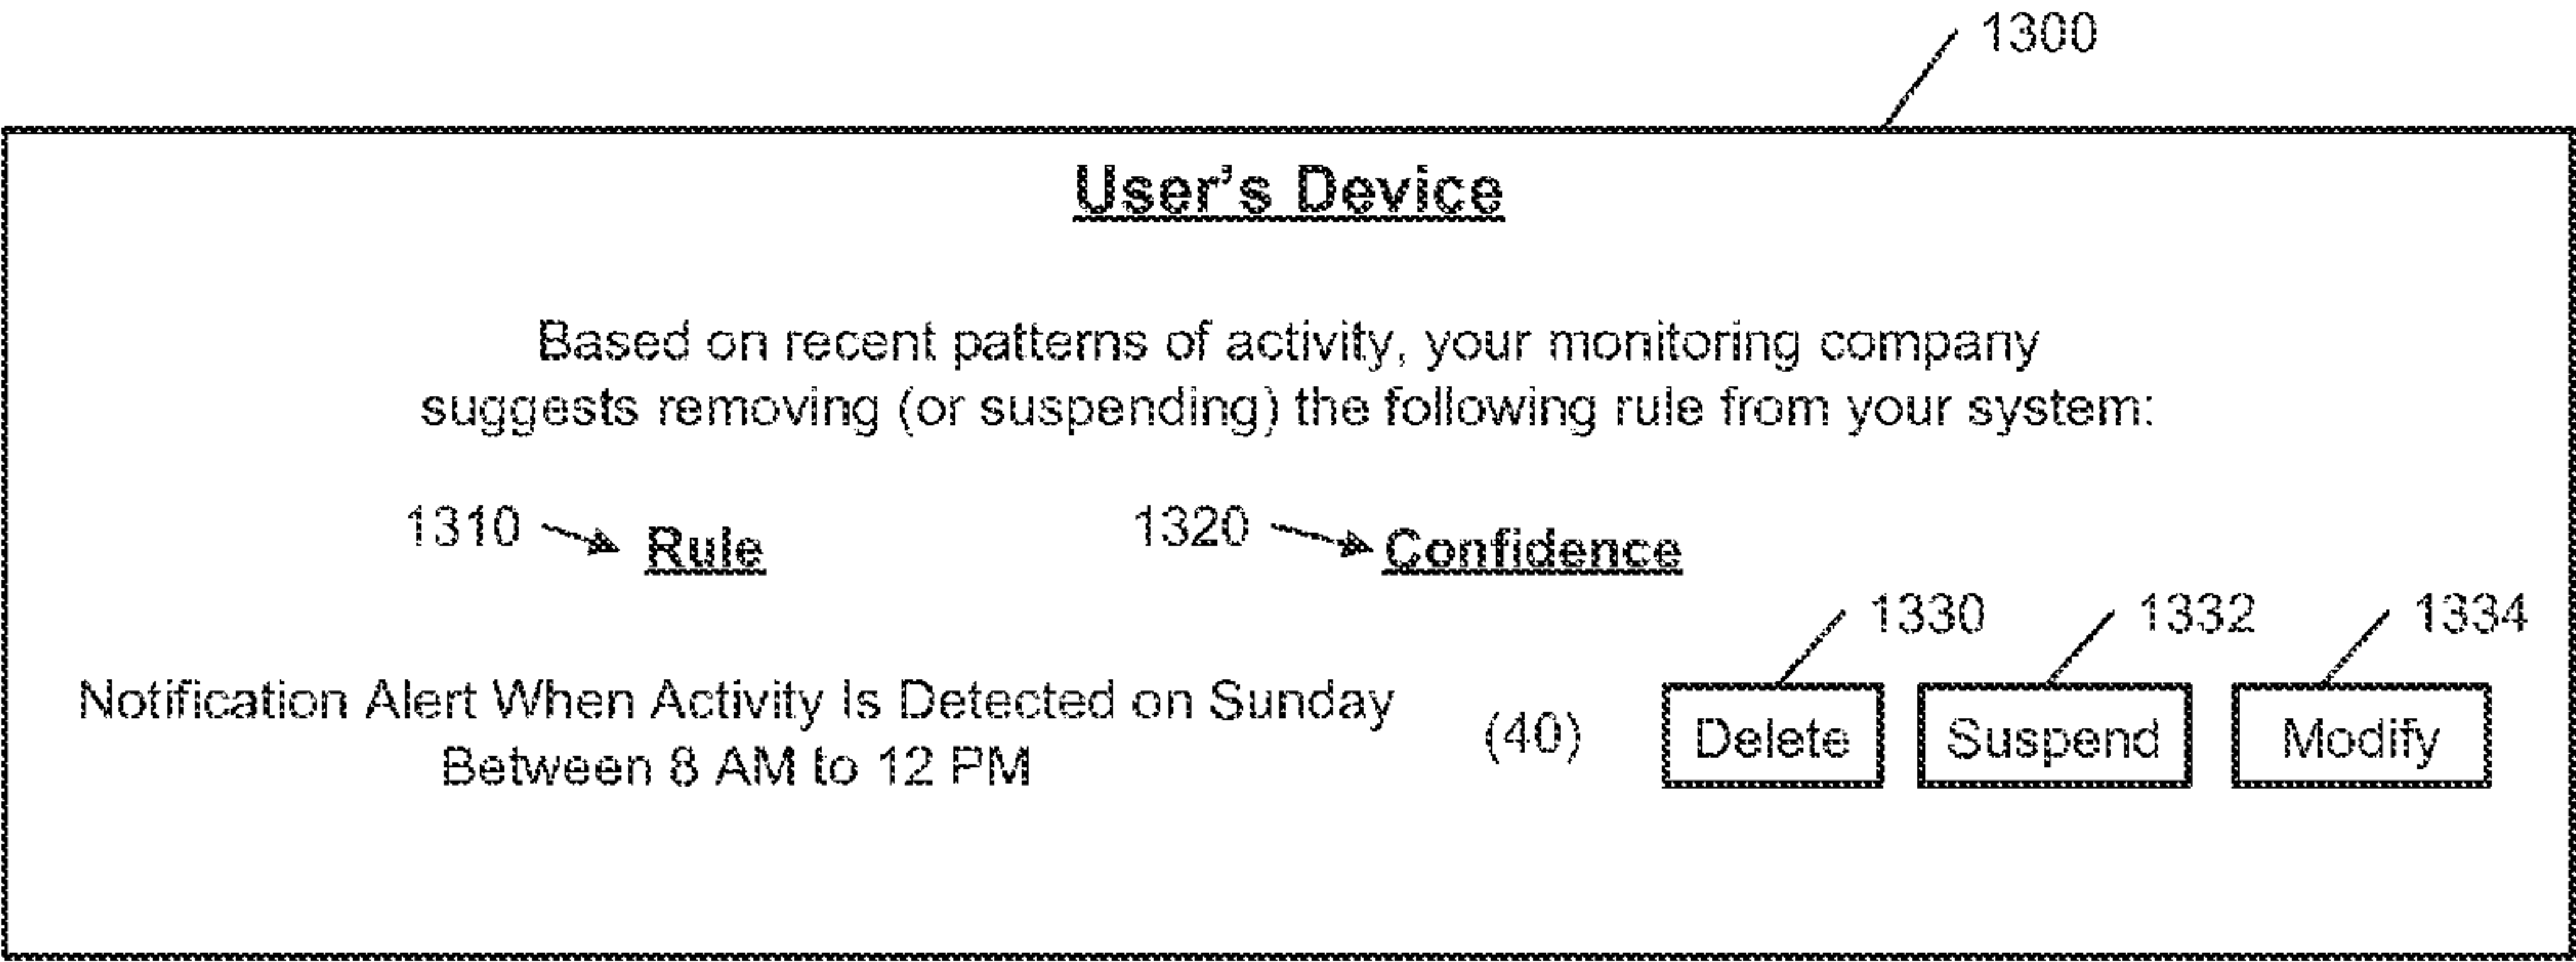 1300
User's Device
Based on recent patterns of activity, your monitoring company
suggests removing (or suspending) the following rule from your system:
1310 Rule 1320 Confidence
1330 1332 1334
Notification Alert When Activity Is Detected on Sunday
Between 8 AM to 12 PM
(40) Delete Suspend Modify